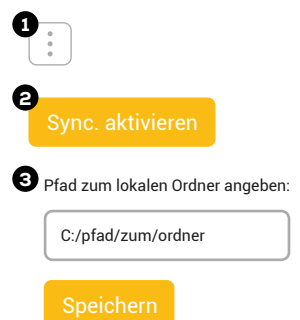 1
2
Sync. aktivieren
3 Pfad zum lokalen Ordner angeben:
C:/pfad/zum/ordner
Speichern